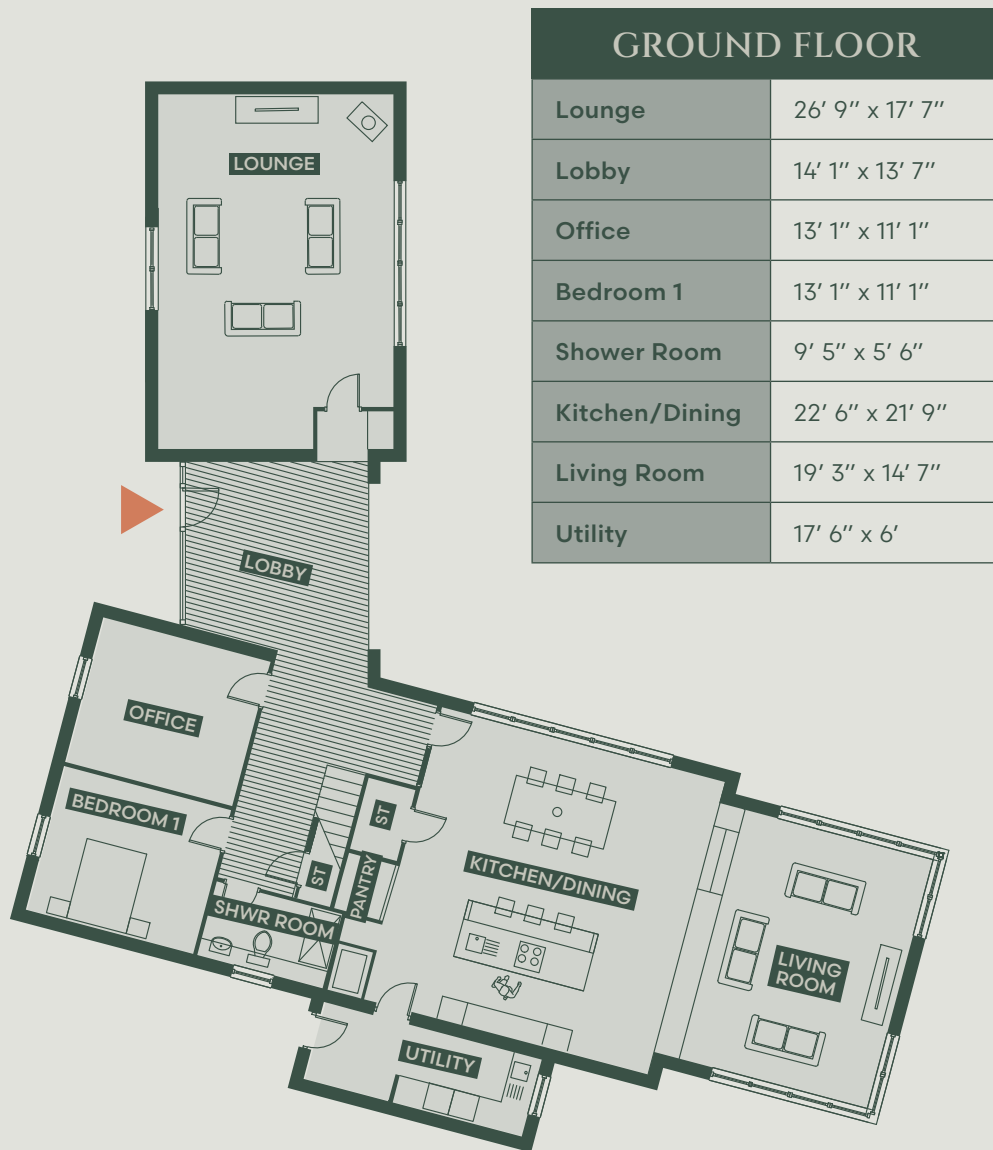 GROUND FLOOR
Lounge 26′ 9″ x 17′ 7″
Lobby 14′ 1″ x 13′ 7″
Office 13′ 1″ x 11′ 1″
Bedroom 1 13′ 1″ x 11′ 1″
Shower Room 9′ 5″ x 5′ 6″
Kitchen/Dining 22′ 6″ x 21′ 9″
Living Room 19′ 3″ x 14′ 7″
Utility 17′ 6″ x 6′
LOUNGE
LOBBY
OFFICE
BEDROOM 1
ST
ST
PANTRY
KITCHEN/DINING
SHWR ROOM
LIVING
ROOM
UTILITY